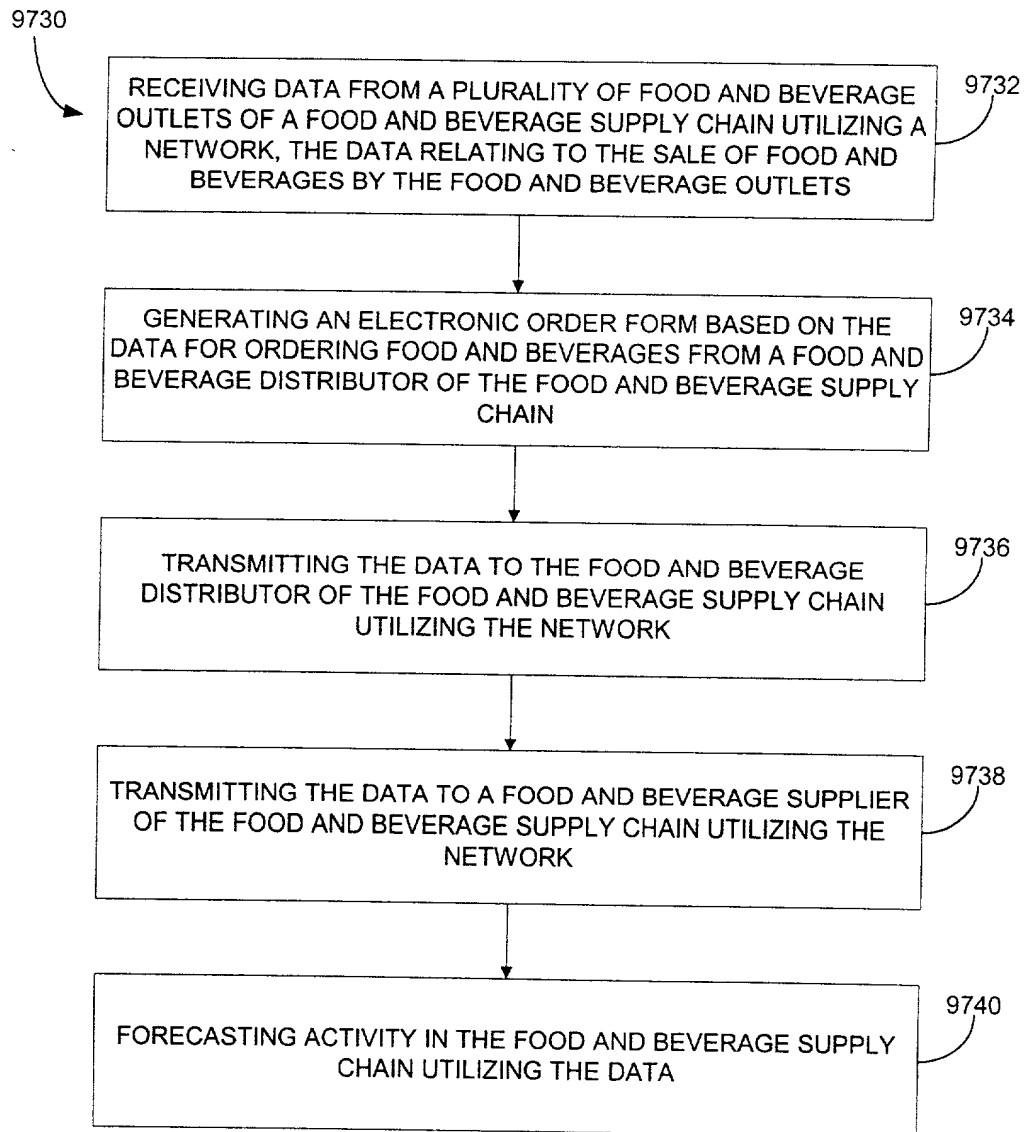 9730
RECEIVING DATA FROM A PLURALITY OF FOOD AND BEVERAGE
OUTLETS OF A FOOD AND BEVERAGE SUPPLY CHAIN UTILIZING A
NETWORK, THE DATA RELATING TO THE SALE OF FOOD AND
BEVERAGES BY THE FOOD AND BEVERAGE OUTLETS
9732
GENERATING AN ELECTRONIC ORDER FORM BASED ON THE
DATA FOR ORDERING FOOD AND BEVERAGES FROM A FOOD AND
BEVERAGE DISTRIBUTOR OF THE FOOD AND BEVERAGE SUPPLY
CHAIN
9734
TRANSMITTING THE DATA TO THE FOOD AND BEVERAGE
DISTRIBUTOR OF THE FOOD AND BEVERAGE SUPPLY CHAIN
UTILIZING THE NETWORK
9736
TRANSMITTING THE DATA TO A FOOD AND BEVERAGE SUPPLIER
OF THE FOOD AND BEVERAGE SUPPLY CHAIN UTILIZING THE
NETWORK
9738
FORECASTING ACTIVITY IN THE FOOD AND BEVERAGE SUPPLY
CHAIN UTILIZING THE DATA
9740